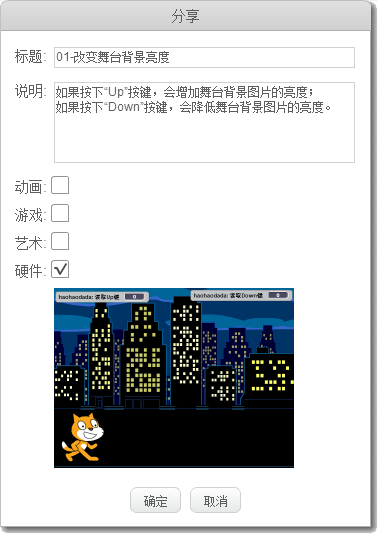 分享
标题:
01-改变舞台背景亮度
说明:
如果按下“Up”按键，会增加舞台背景图片的亮度；
如果按下“Down”按键，会降低舞台背景图片的亮度。
动画:
游戏:
艺术:
硬件:
haohaodada: 读取Up键 0
haohaodada: 读取Down键 0
确定
取消